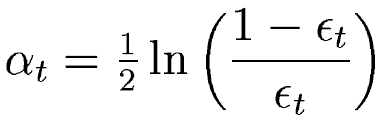 α_t = ½ ln ( (1 − ϵ_t) / ϵ_t )